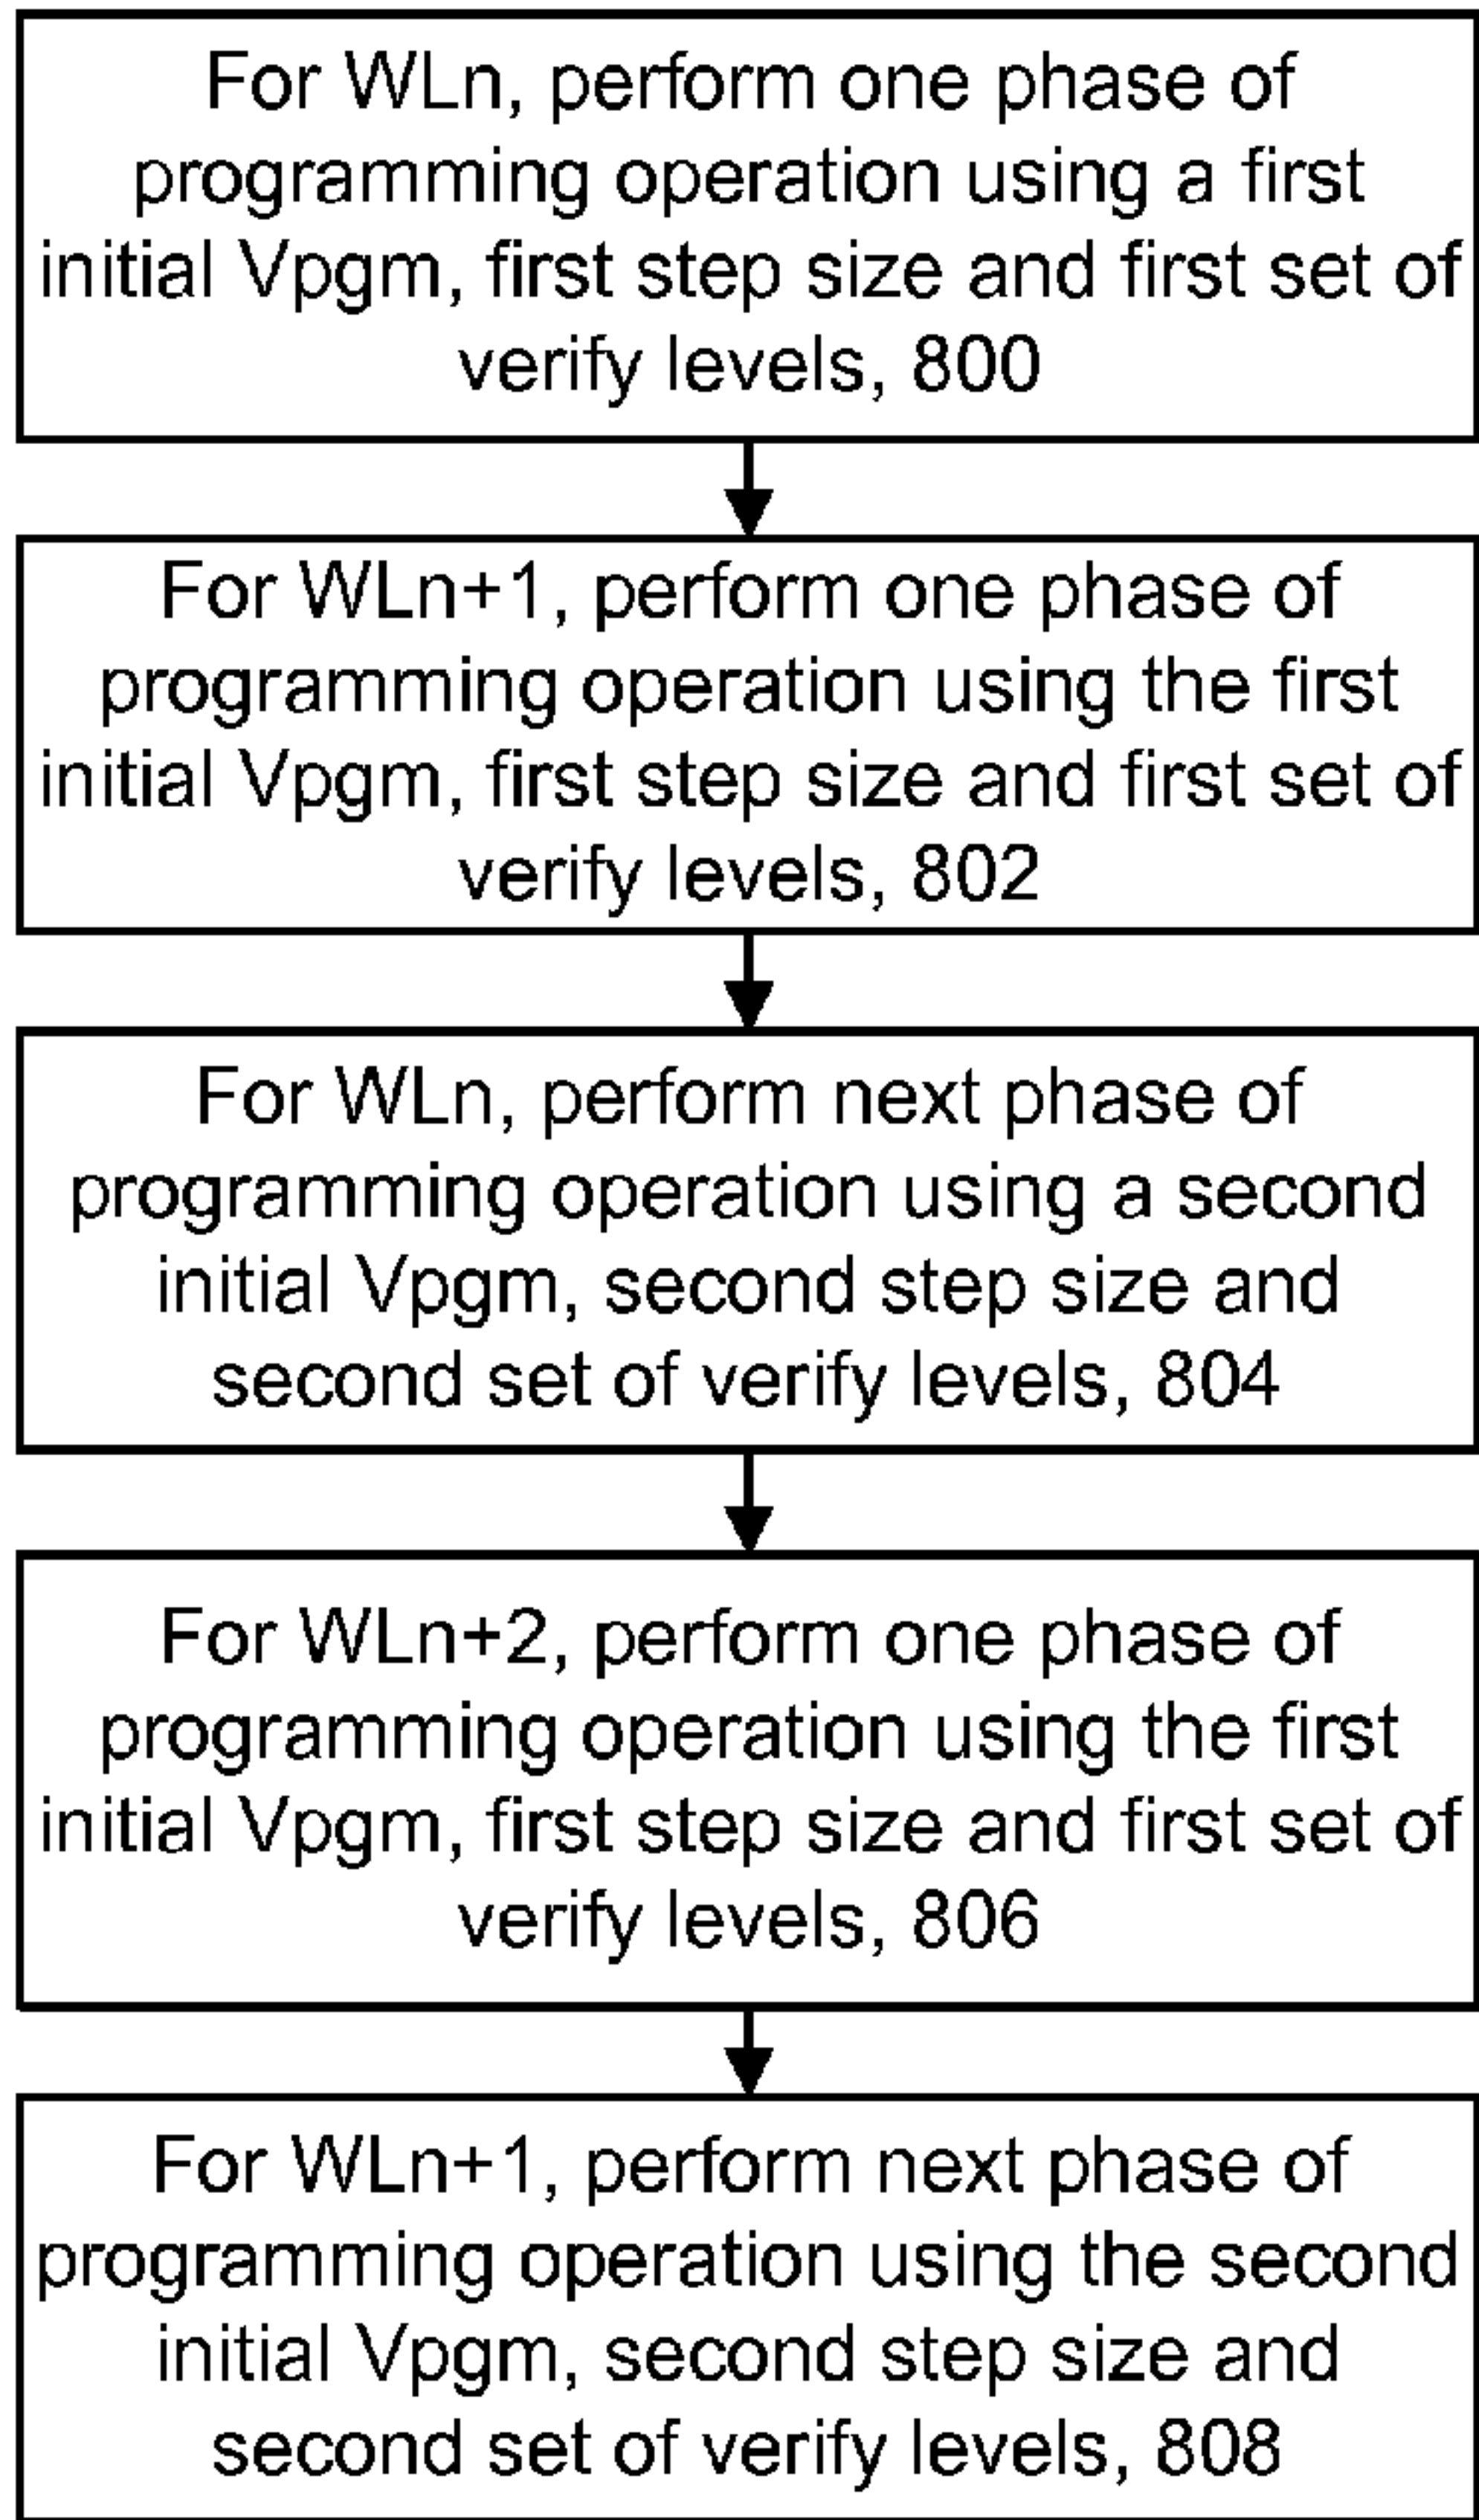 For WLn, perform one phase of
programming operation using a first
initial Vpgm, first step size and first set of
verify levels, 800
For WLn+1, perform one phase of
programming operation using the first
initial Vpgm, first step size and first set of
verify levels, 802
For WLn, perform next phase of
programming operation using a second
initial Vpgm, second step size and
second set of verify levels, 804
For WLn+2, perform one phase of
programming operation using the first
initial Vpgm, first step size and first set of
verify levels, 806
For WLn+1, perform next phase of
programming operation using the second
initial Vpgm, second step size and
second set of verify levels, 808